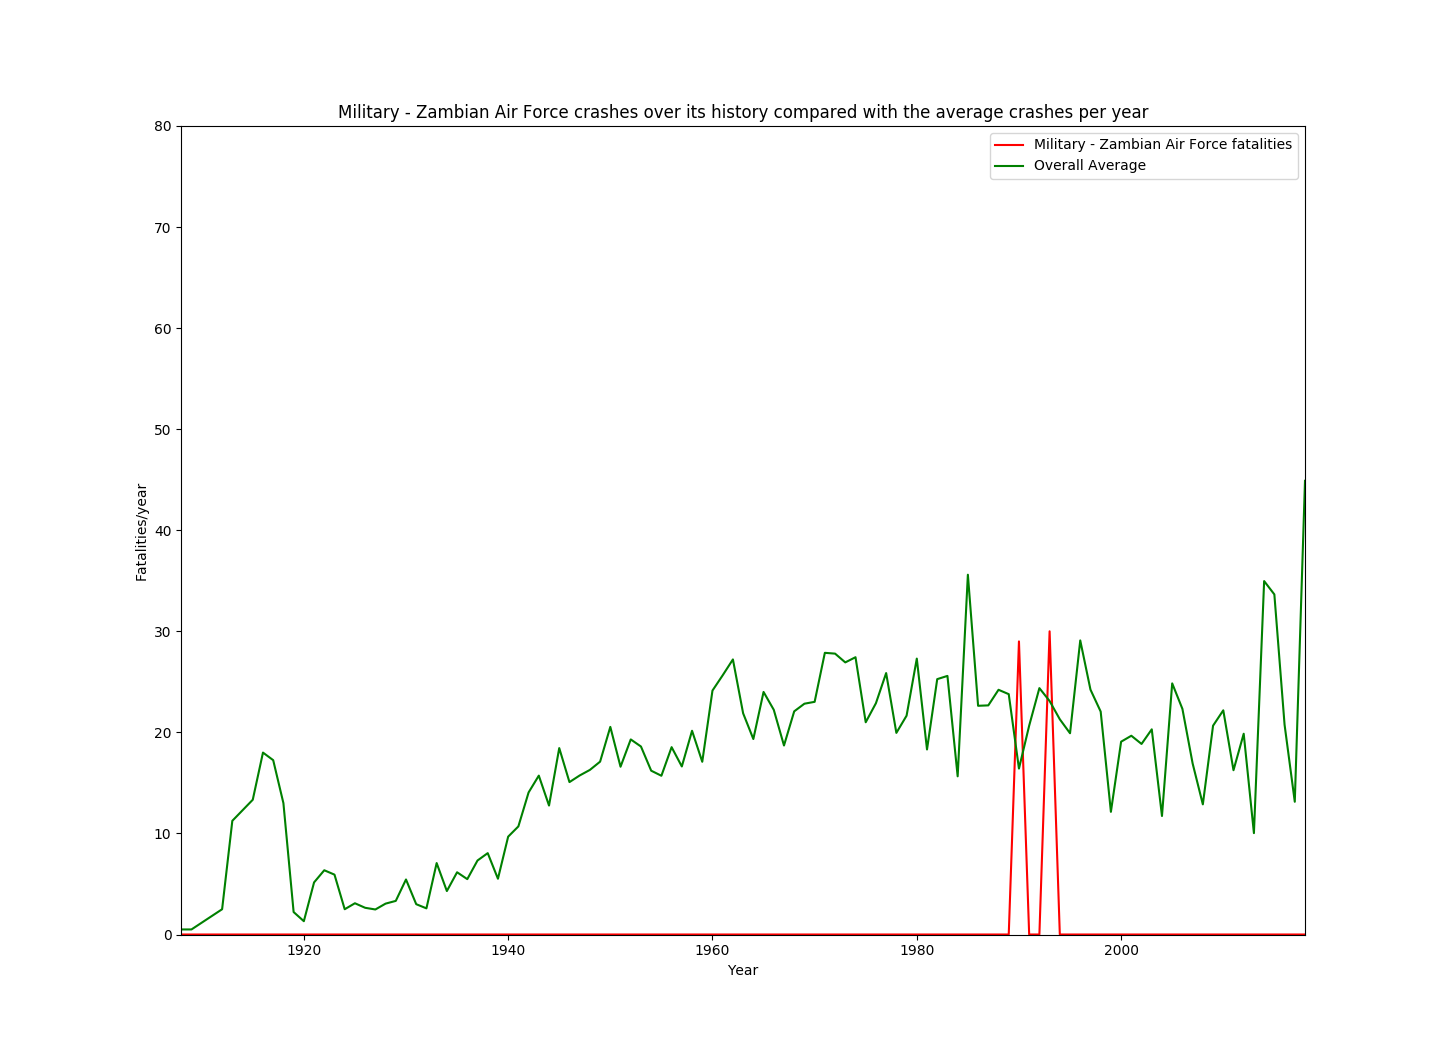 Military - Zambian Air Force crashes over its history compared with the average crashes per year
Military - Zambian Air Force fatalities
Overall Average
80
70
60
50
40
30
20
10
0
Fatalities/year
1920
1940
1960
1980
2000
Year